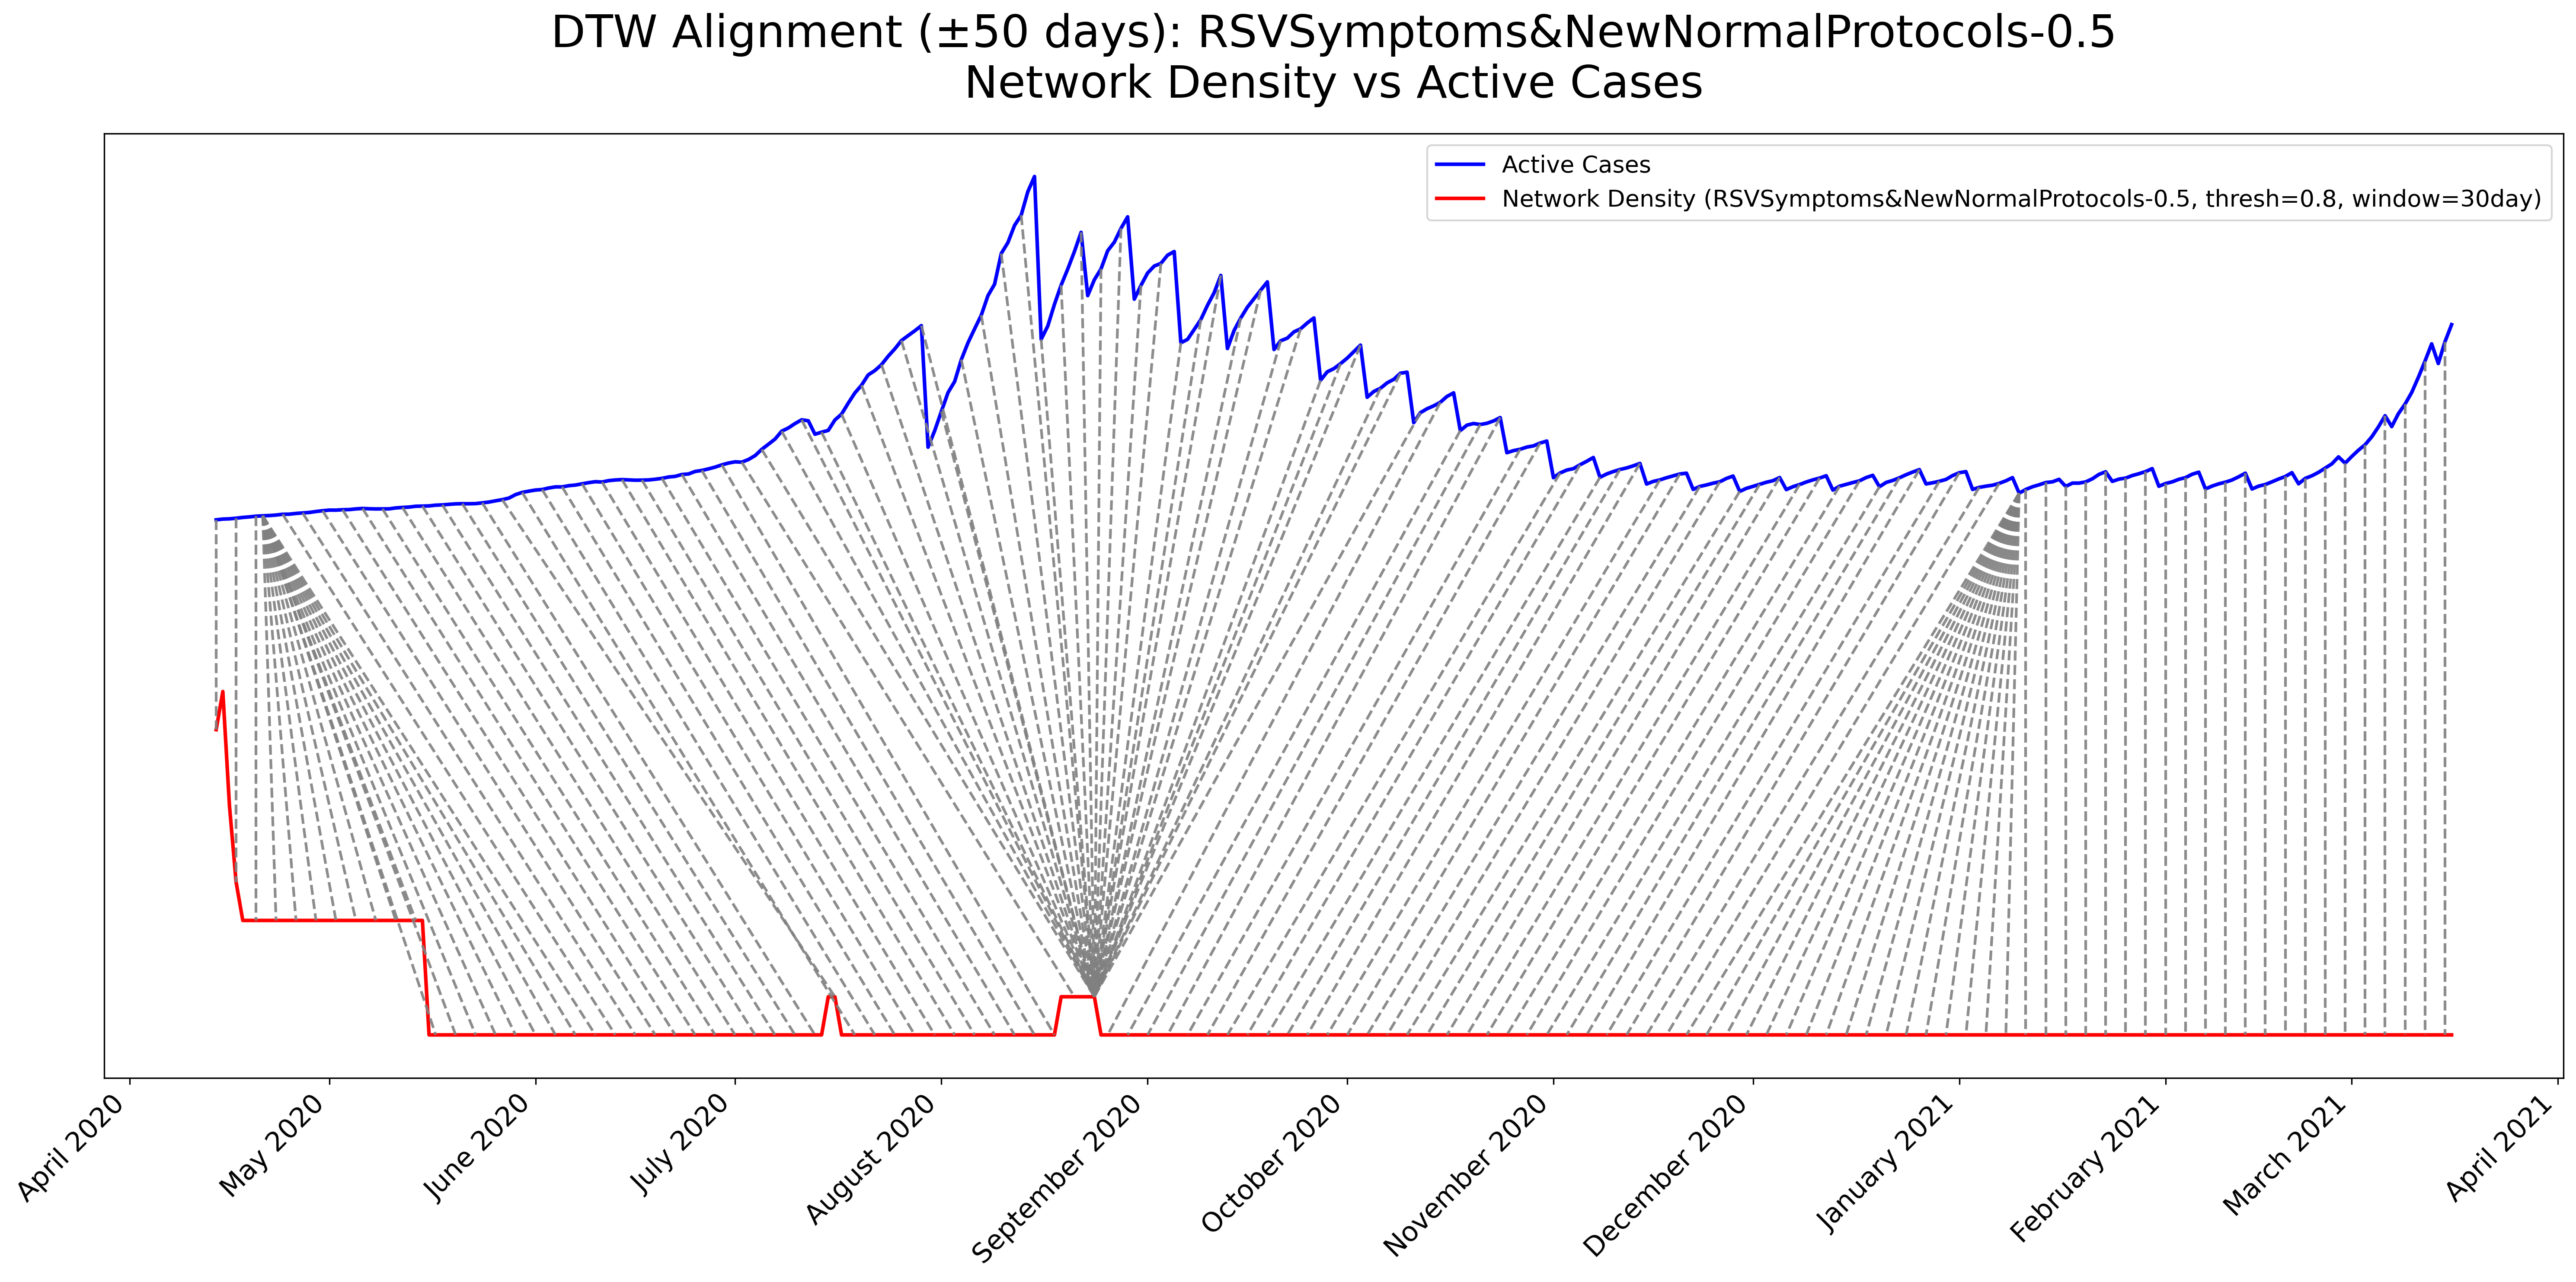 DTW Alignment (±50 days): RSVSymptoms&NewNormalProtocols-0.5
Network Density vs Active Cases
Active Cases
Network Density (RSVSymptoms&NewNormalProtocols-0.5, thresh=0.8, window=30day)
April 2020
May 2020
June 2020
July 2020
August 2020
September 2020
October 2020
November 2020
December 2020
January 2021
February 2021
March 2021
April 2021